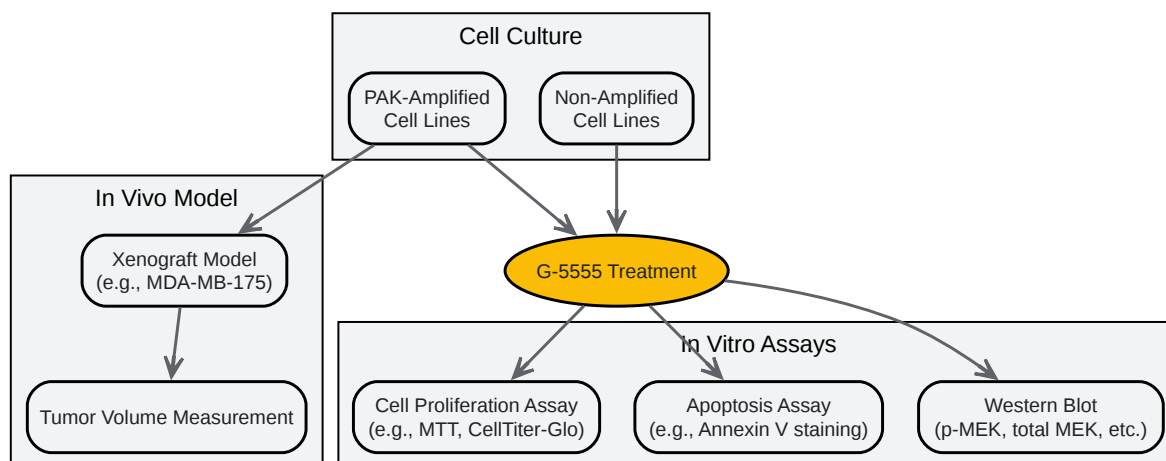 Cell Culture
PAK-Amplified
Cell Lines
Non-Amplified
Cell Lines
In Vivo Model
Xenograft Model
(e.g., MDA-MB-175)
G-5555 Treatment
In Vitro Assays
Tumor Volume Measurement
Cell Proliferation Assay
(e.g., MTT, CellTiter-Glo)
Apoptosis Assay
(e.g., Annexin V staining)
Western Blot
(p-MEK, total MEK, etc.)